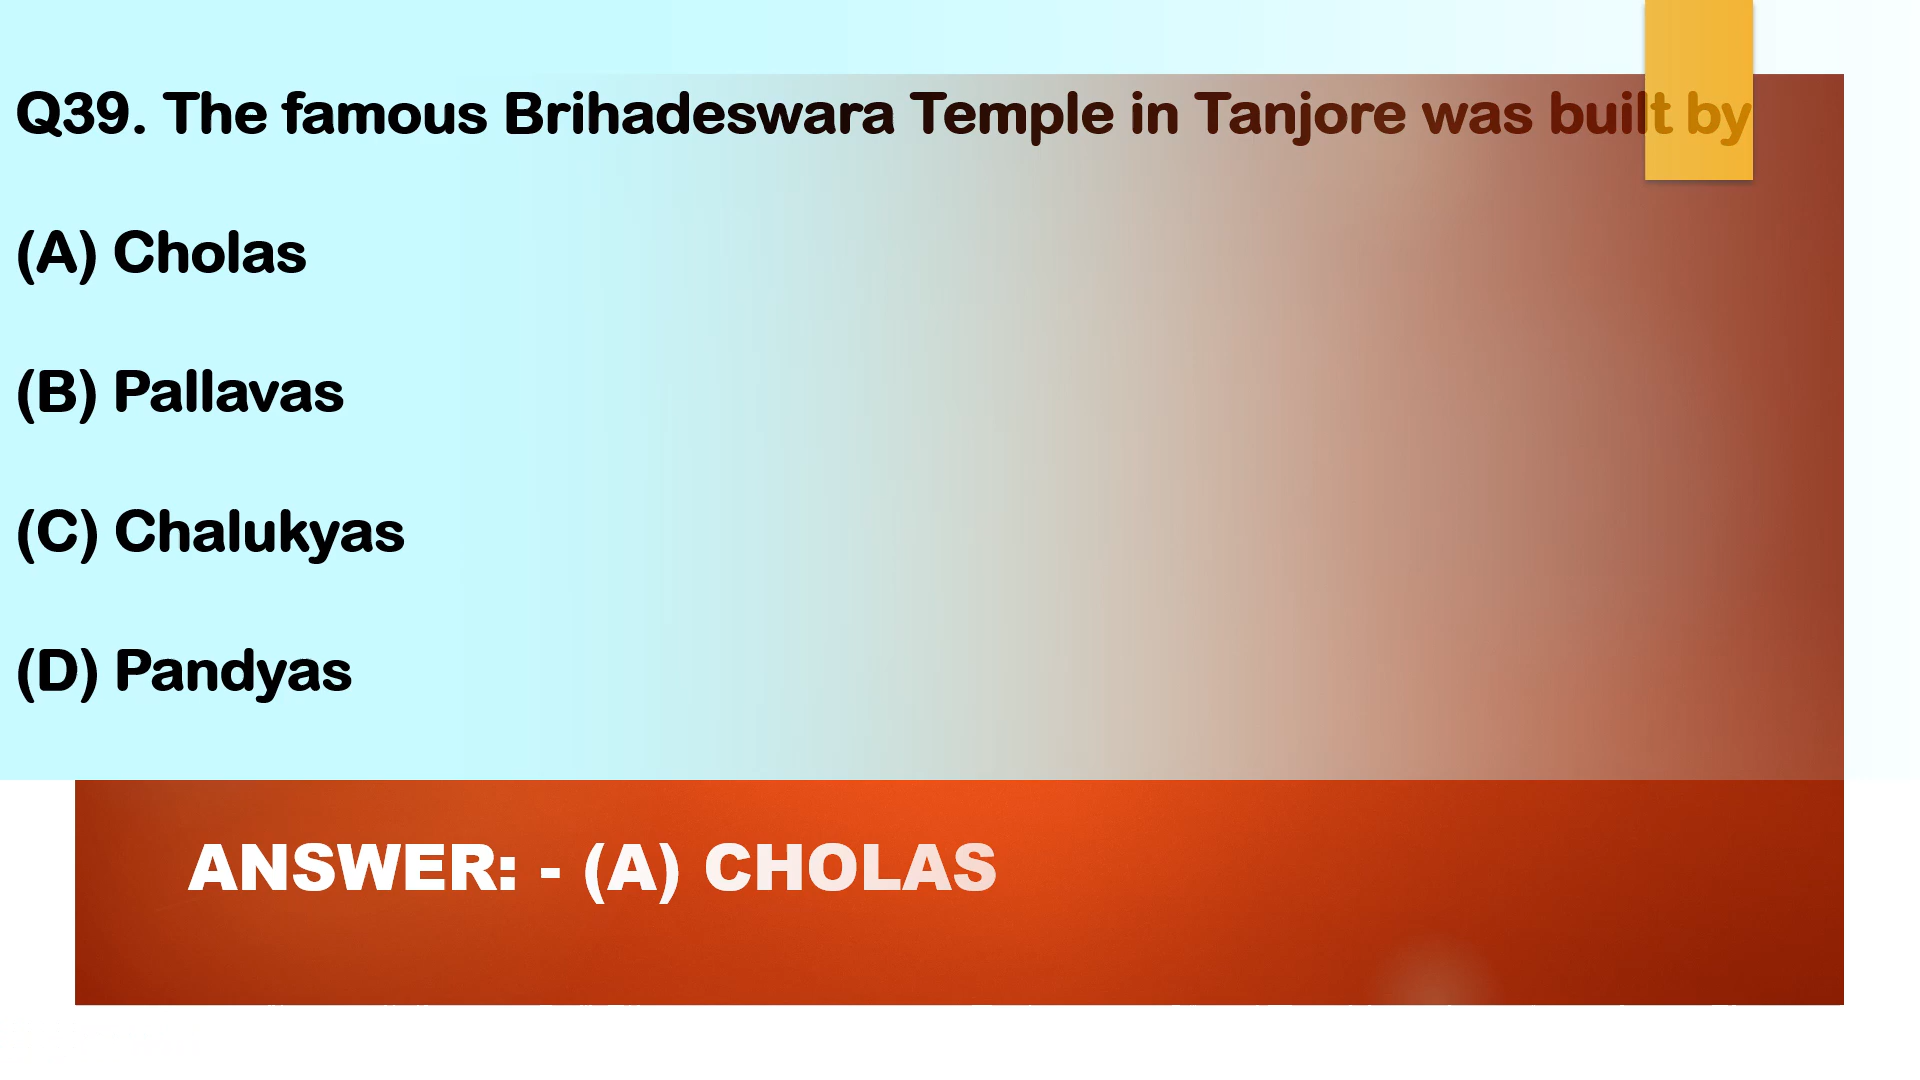 Q39. The famous Brihadeswara Temple in Tanjore was built by
(A) Cholas
(B) Pallavas
(C) Chalukyas
(D) Pandyas
ANSWER: - (A) CHOLAS